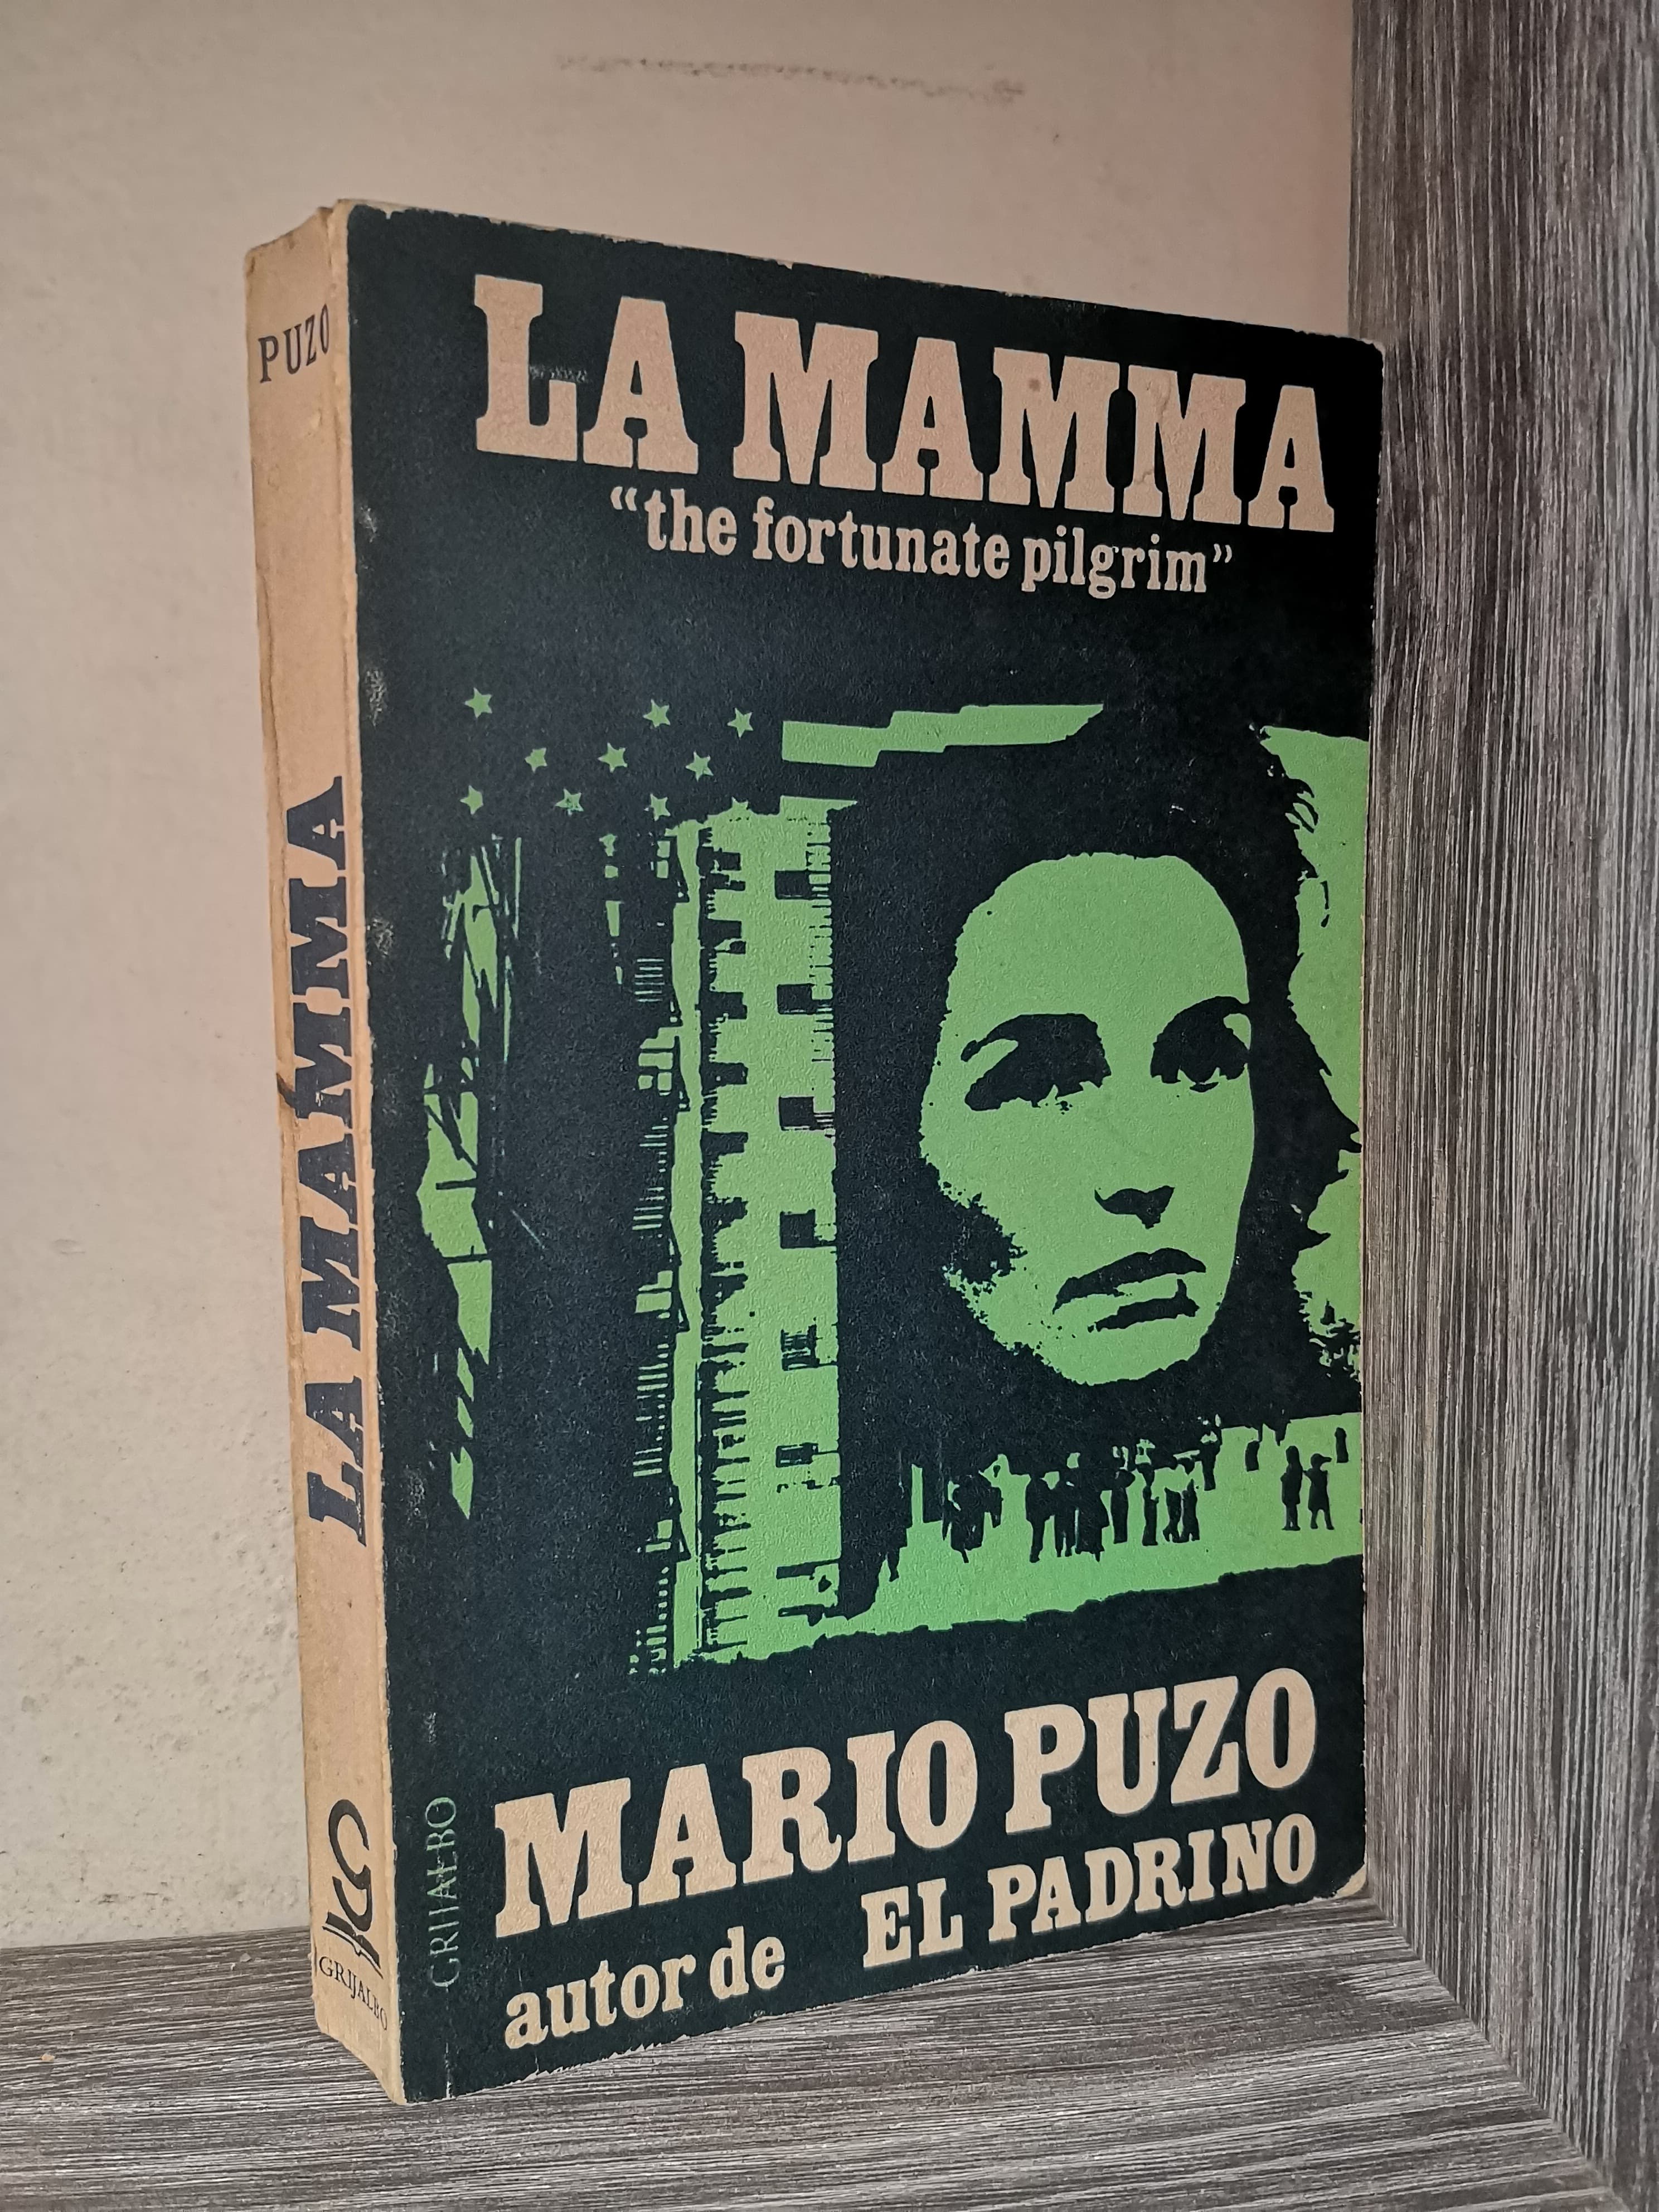 PUZO
LA MAMMA
GRIJALBO
LA MAMMA
“the fortunate pilgrim”
GRIJALBO
MARIO PUZO
autor de EL PADRINO